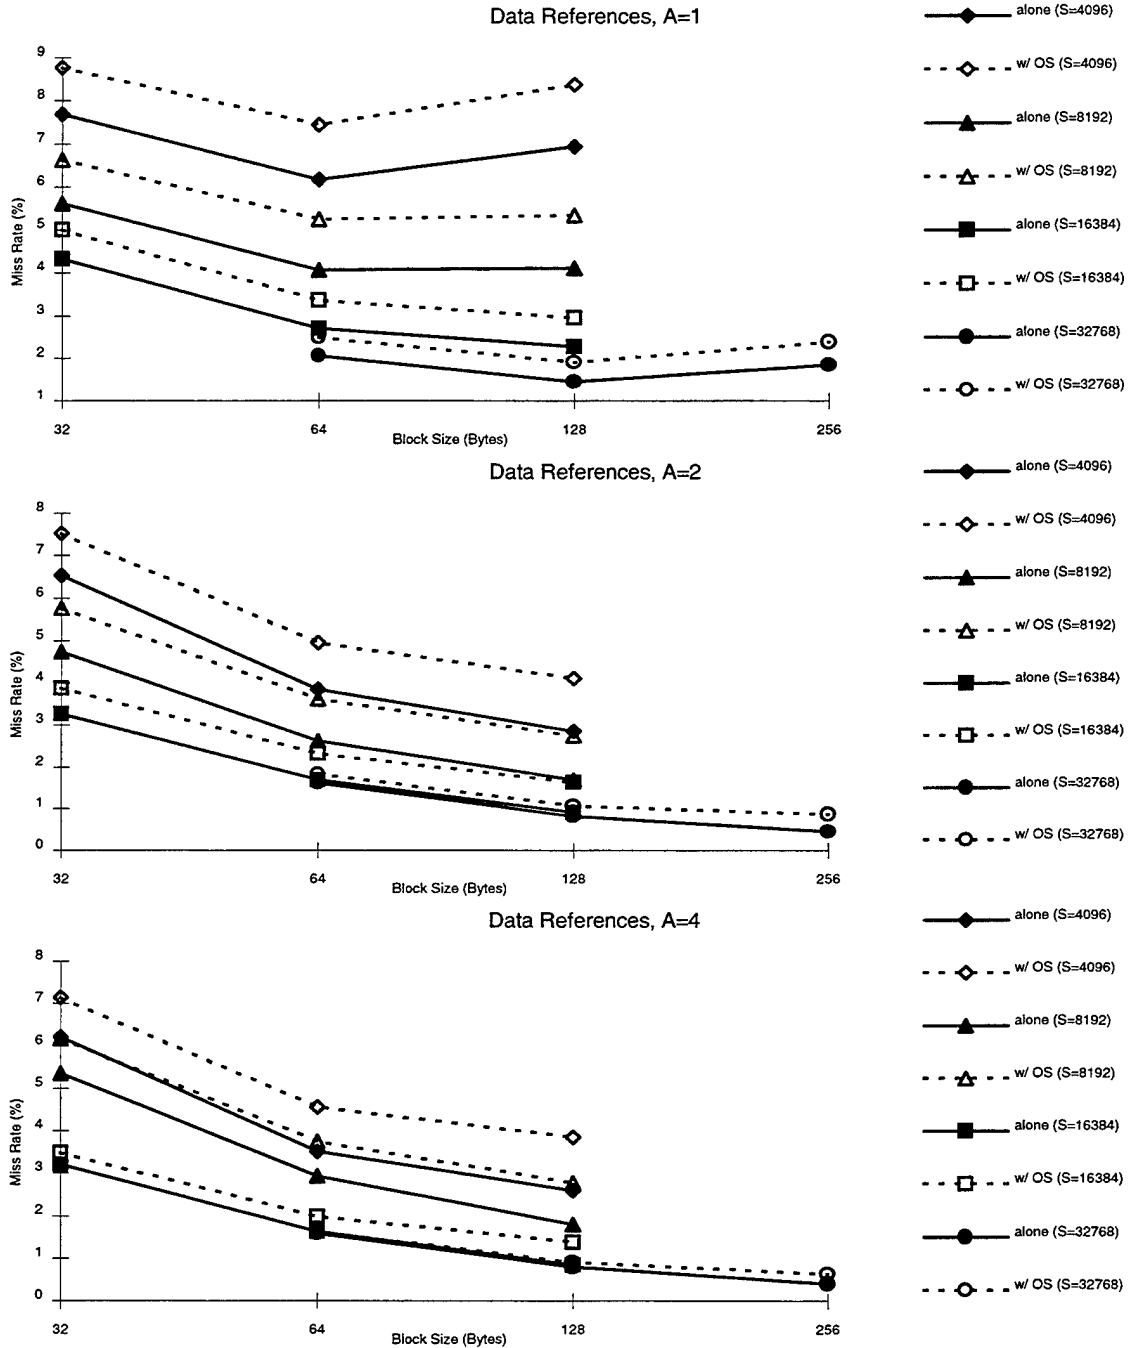 Data References, A=1
alone (S=4096)
w/ OS (S=4096)
alone (S=8192)
w/ OS (S=8192)
alone (S=16384)
w/ OS (S=16384)
alone (S=32768)
w/ OS (S=32768)
Miss Rate (%)
9
8
7
6
5
4
3
2
1
32
64
128
256
Block Size (Bytes)
Data References, A=2
alone (S=4096)
w/ OS (S=4096)
alone (S=8192)
w/ OS (S=8192)
alone (S=16384)
w/ OS (S=16384)
alone (S=32768)
w/ OS (S=32768)
Miss Rate (%)
8
7
6
5
4
3
2
1
0
32
64
128
256
Block Size (Bytes)
Data References, A=4
alone (S=4096)
w/ OS (S=4096)
alone (S=8192)
w/ OS (S=8192)
alone (S=16384)
w/ OS (S=16384)
alone (S=32768)
w/ OS (S=32768)
Miss Rate (%)
8
7
6
5
4
3
2
1
0
32
64
128
256
Block Size (Bytes)